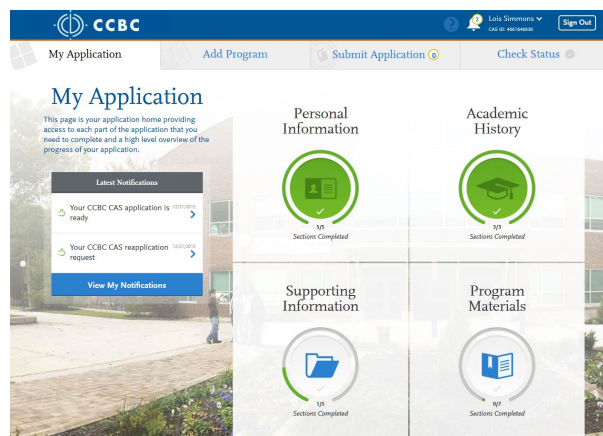 CCBC
?
2
Lois Simmons
CAS ID: 4661640630
Sign Out
My Application
Add Program
Submit Application 0
Check Status
My Application
This page is your application home providing
access to each part of the application that you
need to complete and a high level overview of the
progress of your application.
Latest Notifications
Your CCBC CAS application is
ready
12/21/2015
Your CCBC CAS reapplication
request
12/21/2015
View My Notifications
Personal
Information
5/5
Sections Completed
Academic
History
3/3
Sections Completed
Supporting
Information
1/5
Sections Completed
Program
Materials
0/7
Sections Completed